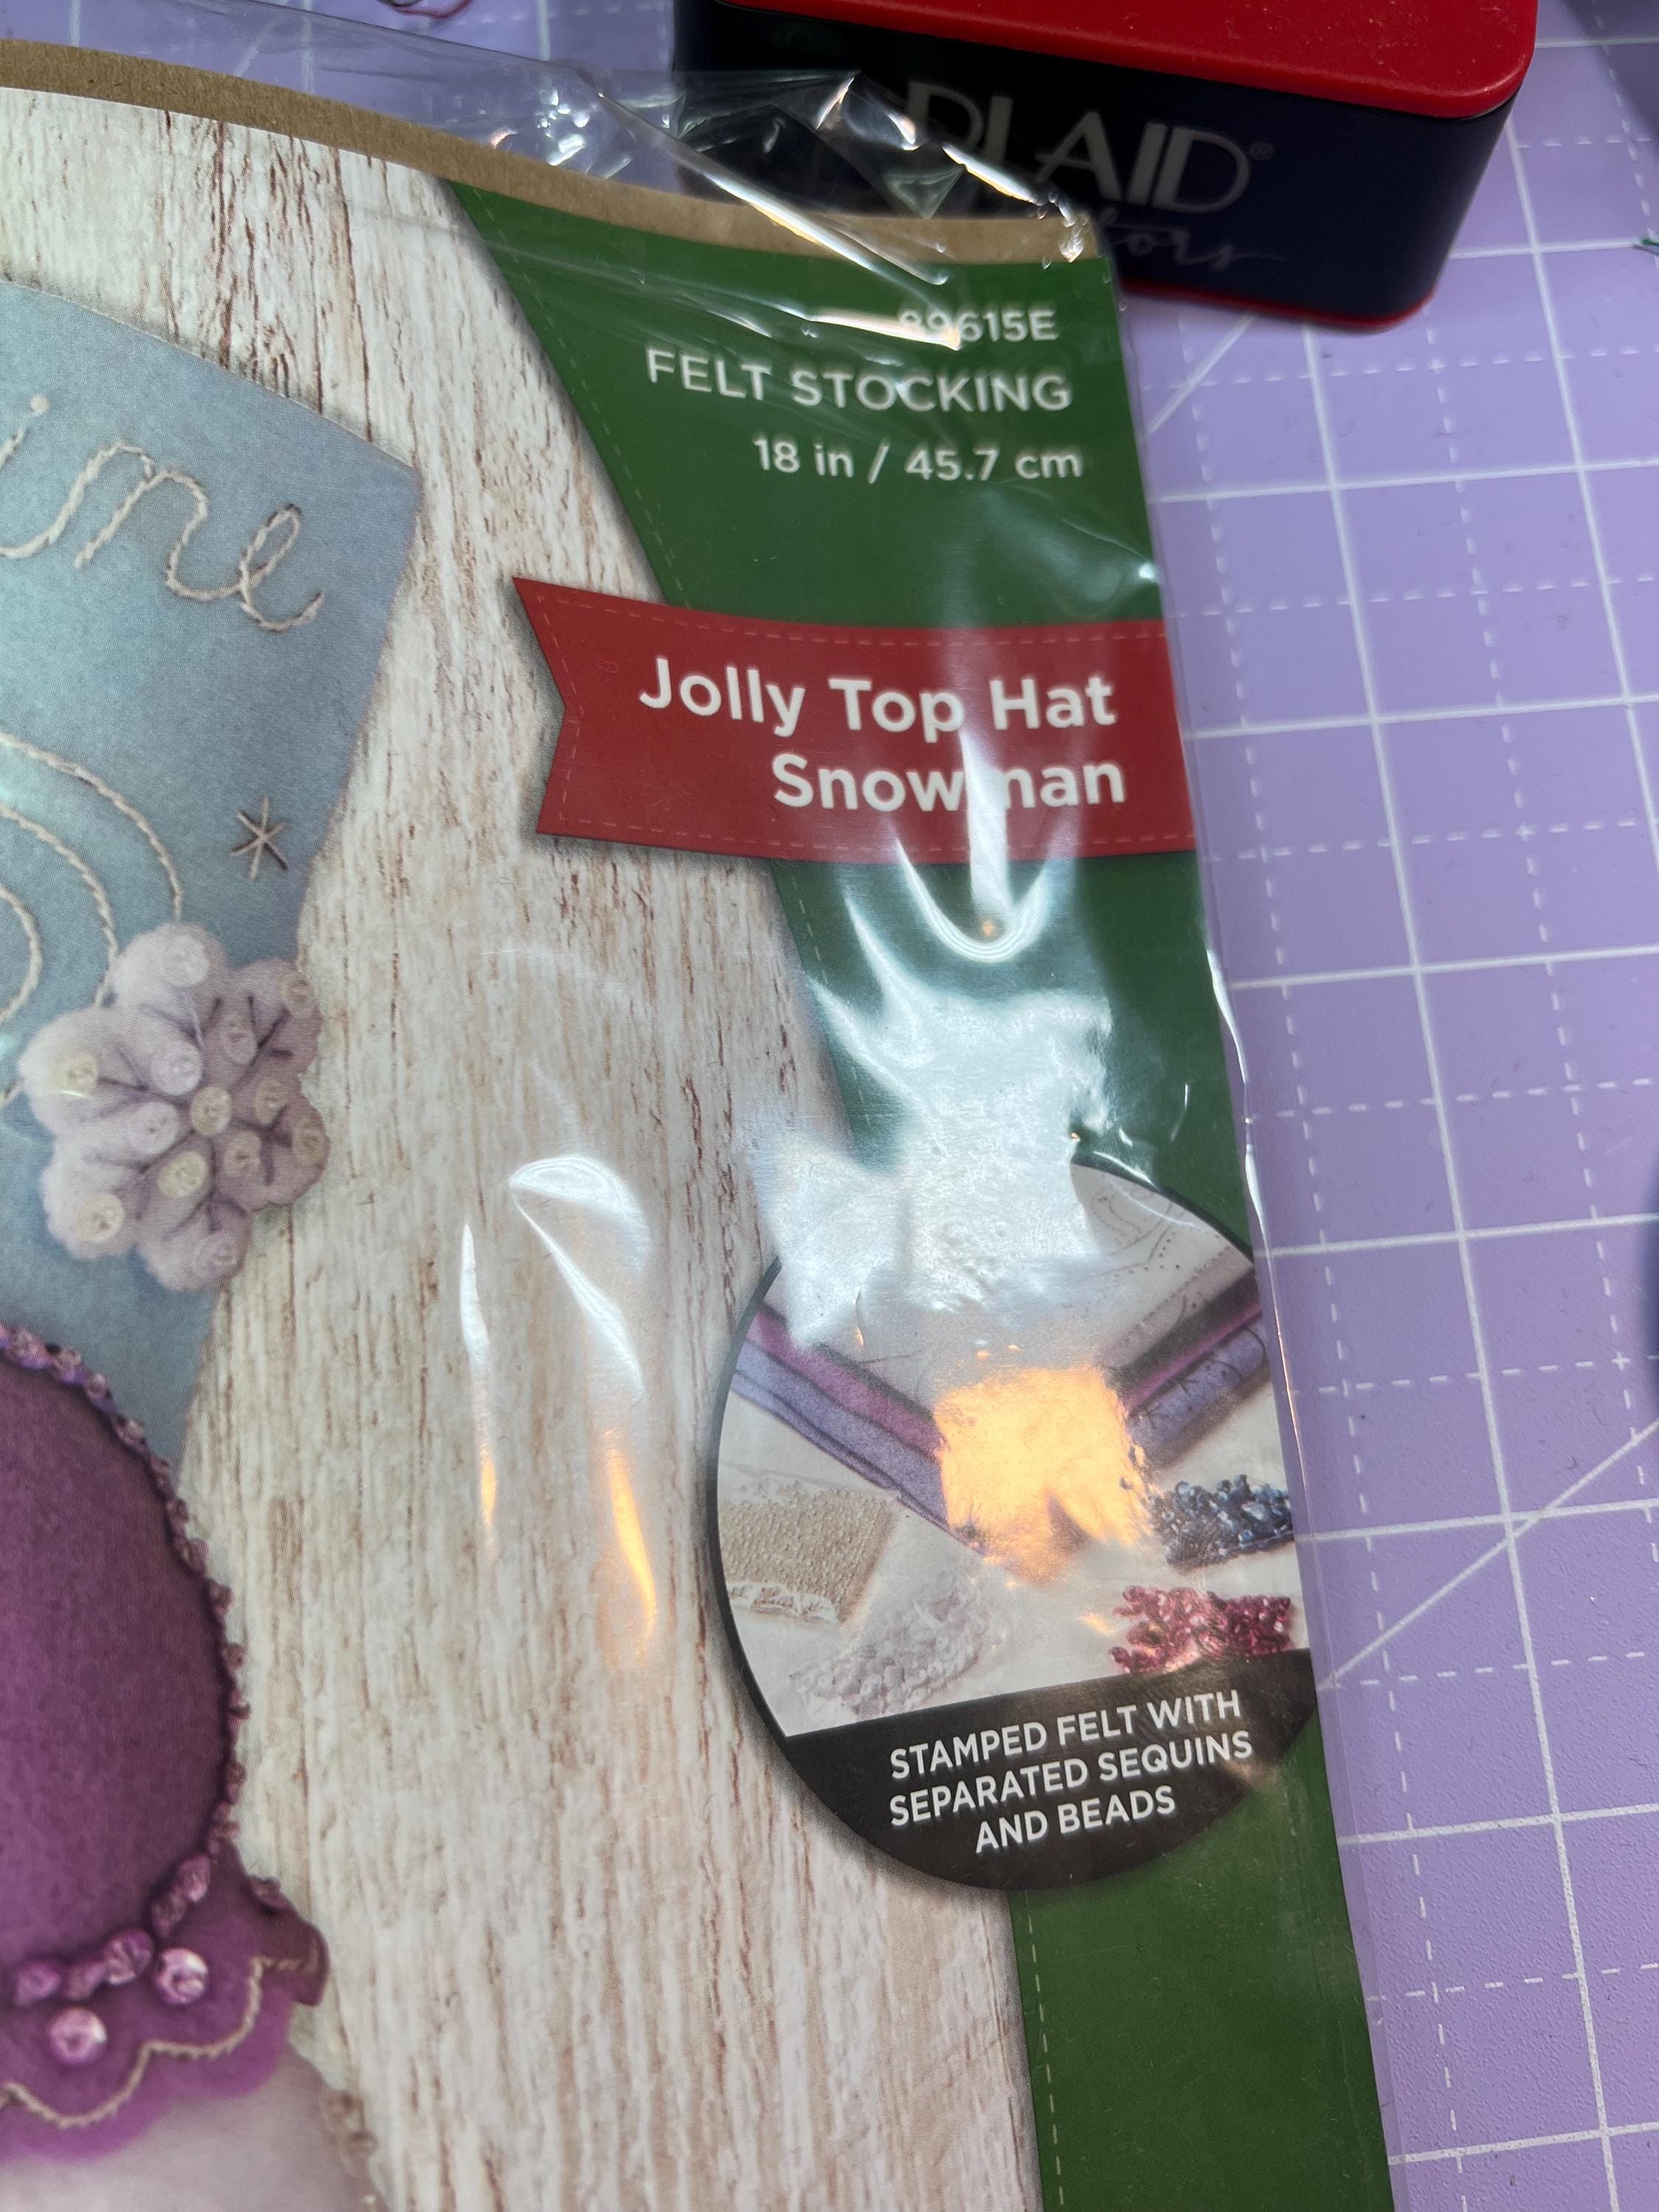 PLAID®
89615E
FELT STOCKING
18 in / 45.7 cm
Jolly Top Hat
Snowman
STAMPED FELT WITH
SEPARATED SEQUINS
AND BEADS